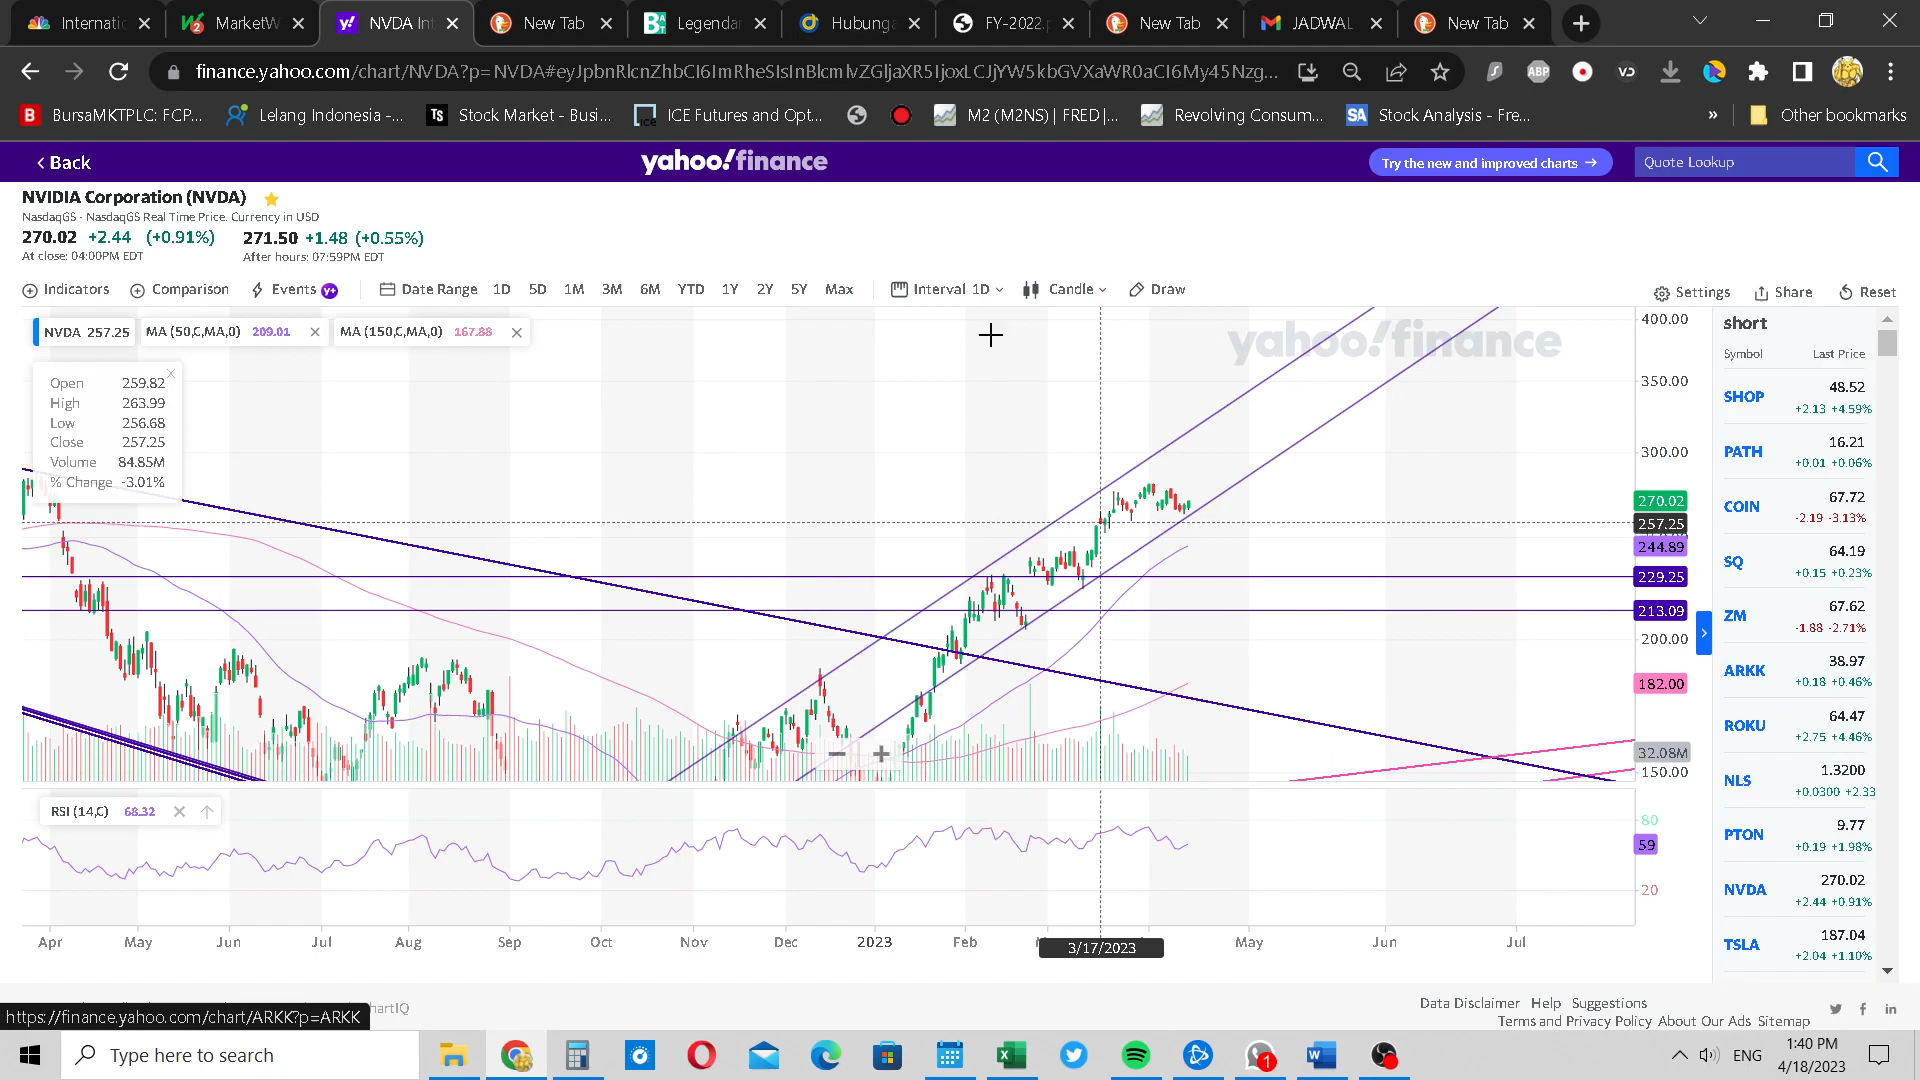 Internatic
MarketW
NVDA Int
New Tab
Legendar
Hubunga
FY-2022.p
New Tab
JADWAL
New Tab
finance.yahoo.com/chart/NVDA?p=NVDA#
BursaMKTPLC: FCP...
Lelang Indonesia -...
Stock Market - Busi...
ICE Futures and Opt...
M2 (M2NS) | FRED |...
Revolving Consum...
Stock Analysis - Fre...
»
Other bookmarks
Back
yahoo!finance
Try the new and improved charts →
Quote Lookup
NVIDIA Corporation (NVDA)
NasdaqGS - NasdaqGS Real Time Price. Currency in USD
270.02 +2.44 (+0.91%) 271.50 +1.48 (+0.55%)
At close: 04:00PM EDT After hours: 07:59PM EDT
Indicators Comparison Events Y+ Date Range 1D 5D 1M 3M 6M YTD 1Y 2Y 5Y Max Interval 1D Candle Draw Settings Share Reset
NVDA 257.25 MA (50,C,MA,0) 209.01 MA (150,C,MA,0) 167.88
yahoo!finance
Open 259.82
High 263.99
Low 256.68
Close 257.25
Volume 84.85M
% Change -3.01%
400.00
350.00
300.00
270.02
257.25
244.89
229.25
213.09
200.00
182.00
32.08M
150.00
RSI (14,C) 68.32
80
59
20
Apr May Jun Jul Aug Sep Oct Nov Dec 2023 Feb 3/17/2023 May Jun Jul
short
Symbol Last Price
SHOP 48.52
+2.13 +4.59%
PATH 16.21
+0.01 +0.06%
COIN 67.72
-2.19 -3.13%
SQ 64.19
+0.15 +0.23%
ZM 67.62
-1.88 -2.71%
ARKK 38.97
+0.18 +0.46%
ROKU 64.47
+2.75 +4.46%
NLS 1.3200
+0.0300 +2.33
PTON 9.77
+0.19 +1.98%
NVDA 270.02
+2.44 +0.91%
TSLA 187.04
+2.04 +1.10%
hartIQ
Data Disclaimer Help Suggestions
Terms and Privacy Policy About Our Ads Sitemap
https://finance.yahoo.com/chart/ARKK?p=ARKK
Type here to search
1
ENG
1:40 PM
4/18/2023